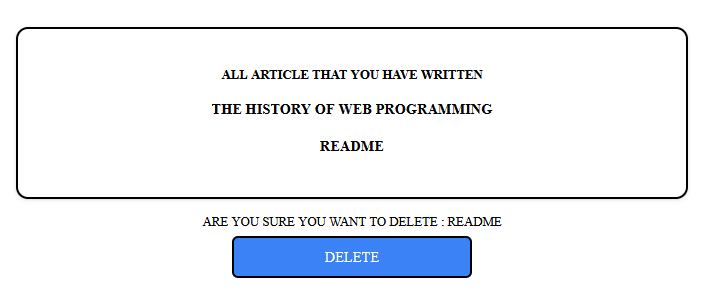 ALL ARTICLE THAT YOU HAVE WRITTEN
THE HISTORY OF WEB PROGRAMMING
README
ARE YOU SURE YOU WANT TO DELETE : README
DELETE